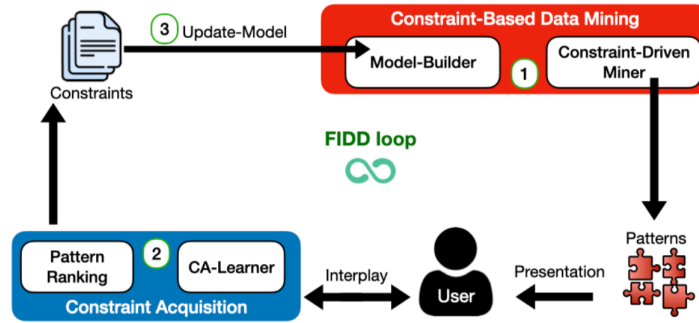 Constraint-Based Data Mining
3 Update-Model
Model-Builder
1
Constraint-Driven
Miner
Constraints
FIDD loop
Patterns
Pattern
Ranking
2
CA-Learner
Interplay
User
Presentation
Constraint Acquisition